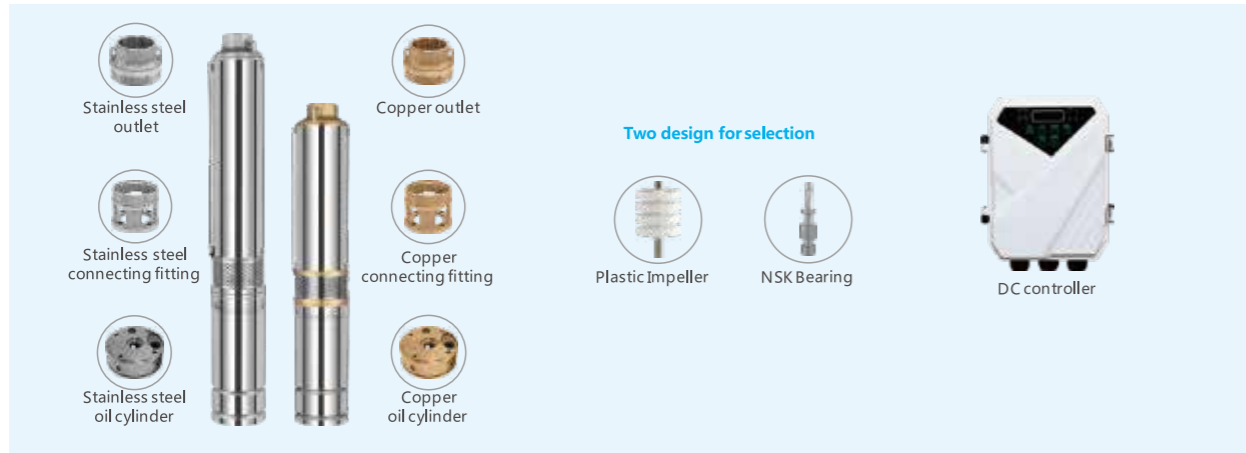 Stainless steel
outlet
Copper outlet
Two design for selection
Stainless steel
connecting fitting
Copper
connecting fitting
Plastic Impeller
NSK Bearing
DC controller
Stainless steel
oil cylinder
Copper
oil cylinder